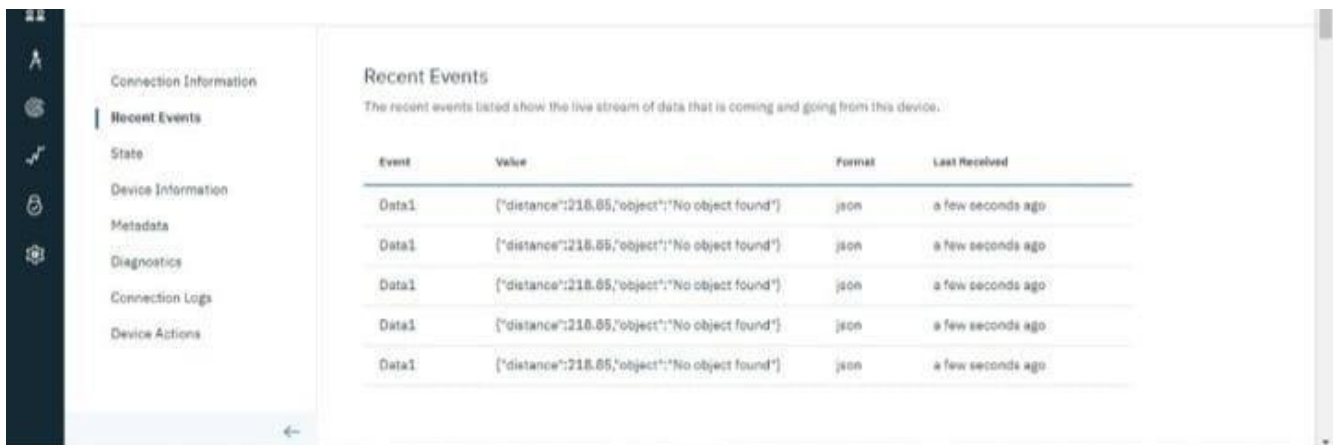 Connection Information
Recent Events
State
Device Information
Metadata
Diagnostics
Connection Logs
Device Actions
Recent Events
The recent events listed show the live stream of data that is coming and going from this device.
Event Value Format Last Received
Data1 {"distance":218.85,"object":"No object found"} json a few seconds ago
Data1 {"distance":218.85,"object":"No object found"} json a few seconds ago
Data1 {"distance":218.85,"object":"No object found"} json a few seconds ago
Data1 {"distance":218.85,"object":"No object found"} json a few seconds ago
Data1 {"distance":218.85,"object":"No object found"} json a few seconds ago